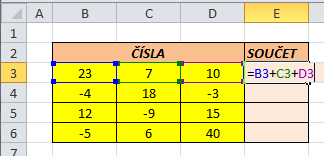 A B C D E
1
2 ČÍSLA SOUČET
3 23 7 10 =B3+C3+D3
4 -4 18 -3
5 12 -9 15
6 -5 6 40